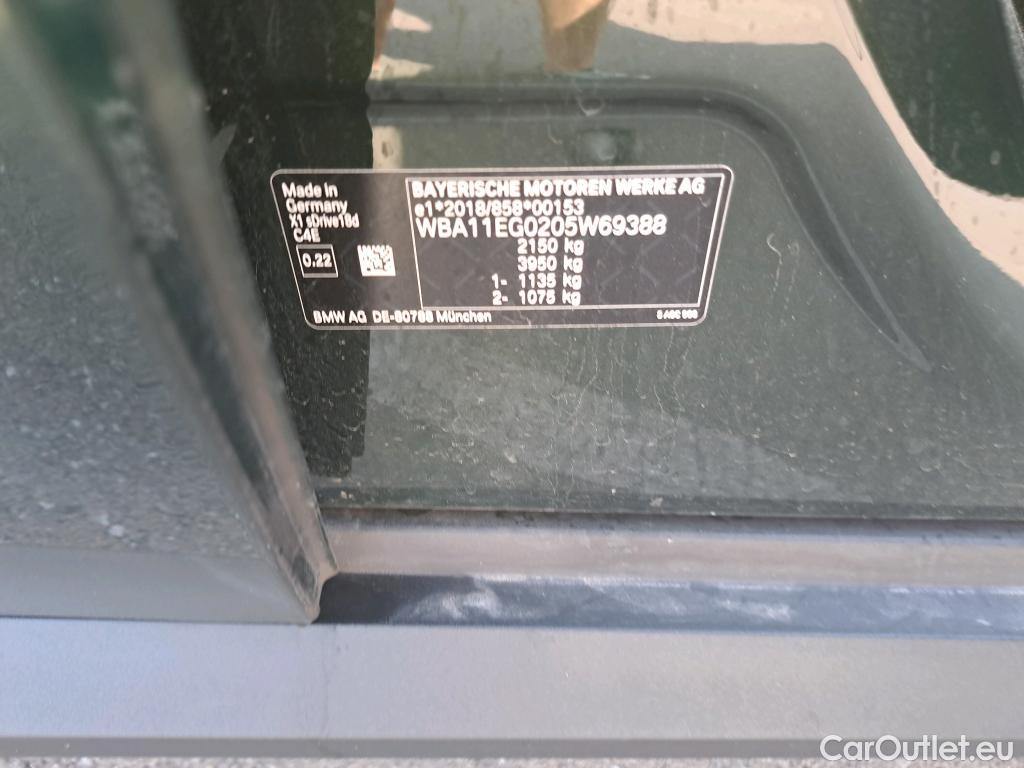 Made in
Germany
X1 sDrive18d
C4E
0.22
BAYERISCHE MOTOREN WERKE AG
e1*2018/858*00153
WBA11EG0205W69388
2150 kg
3950 kg
1- 1135 kg
2- 1075 kg
BMW AG DE-80788 München
CarOutlet.eu